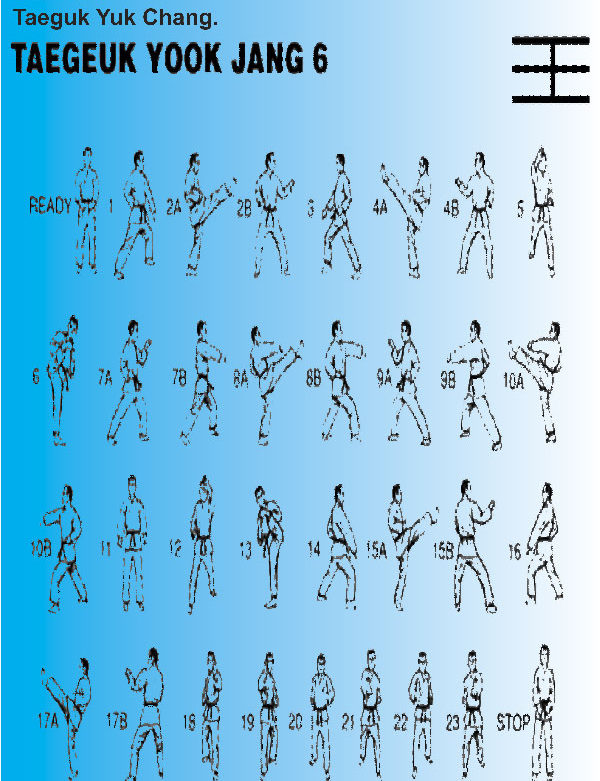 Taeguk Yuk Chang.
TAEGEUK YOOK JANG 6
READY 1 2A 2B 3 4A 4B 5
6 7A 7B 8A 8B 9A 9B 10A
10B 11 12 13 14 15A 15B 16
17A 17B 18 19 20 21 22 23 STOP